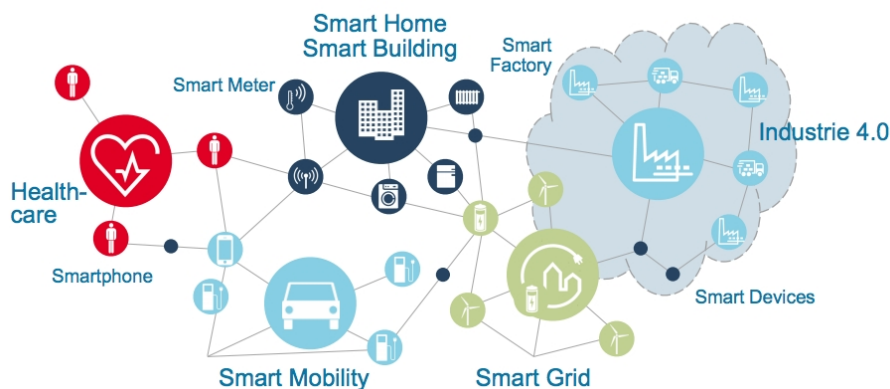 Smart Home
Smart Building
Smart
Factory
Smart Meter
Industrie 4.0
Health-
care
Smartphone
Smart Devices
Smart Mobility
Smart Grid